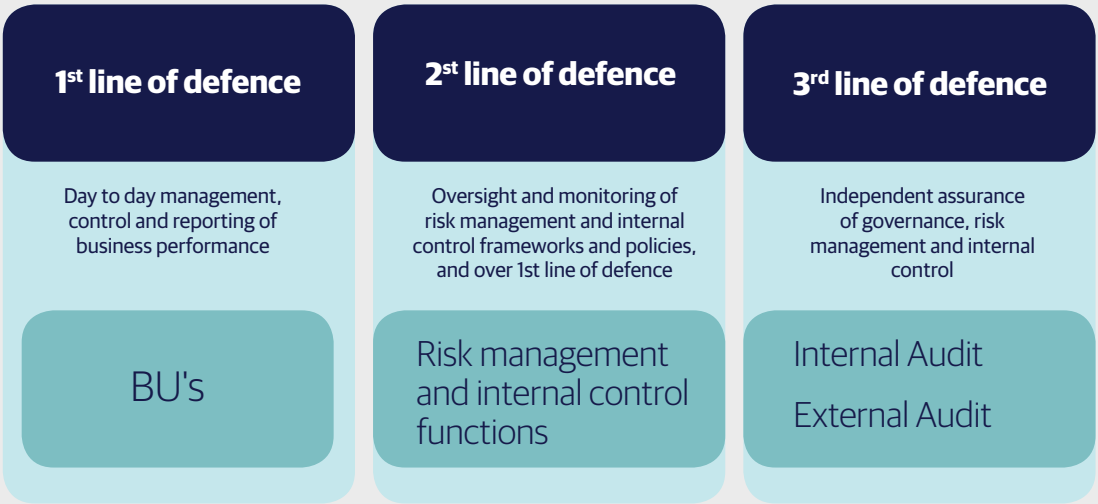 1st line of defence
Day to day management,
control and reporting of
business performance
BU's
2st line of defence
Oversight and monitoring of
risk management and internal
control frameworks and policies,
and over 1st line of defence
Risk management
and internal control
functions
3rd line of defence
Independent assurance
of governance, risk
management and internal
control
Internal Audit
External Audit